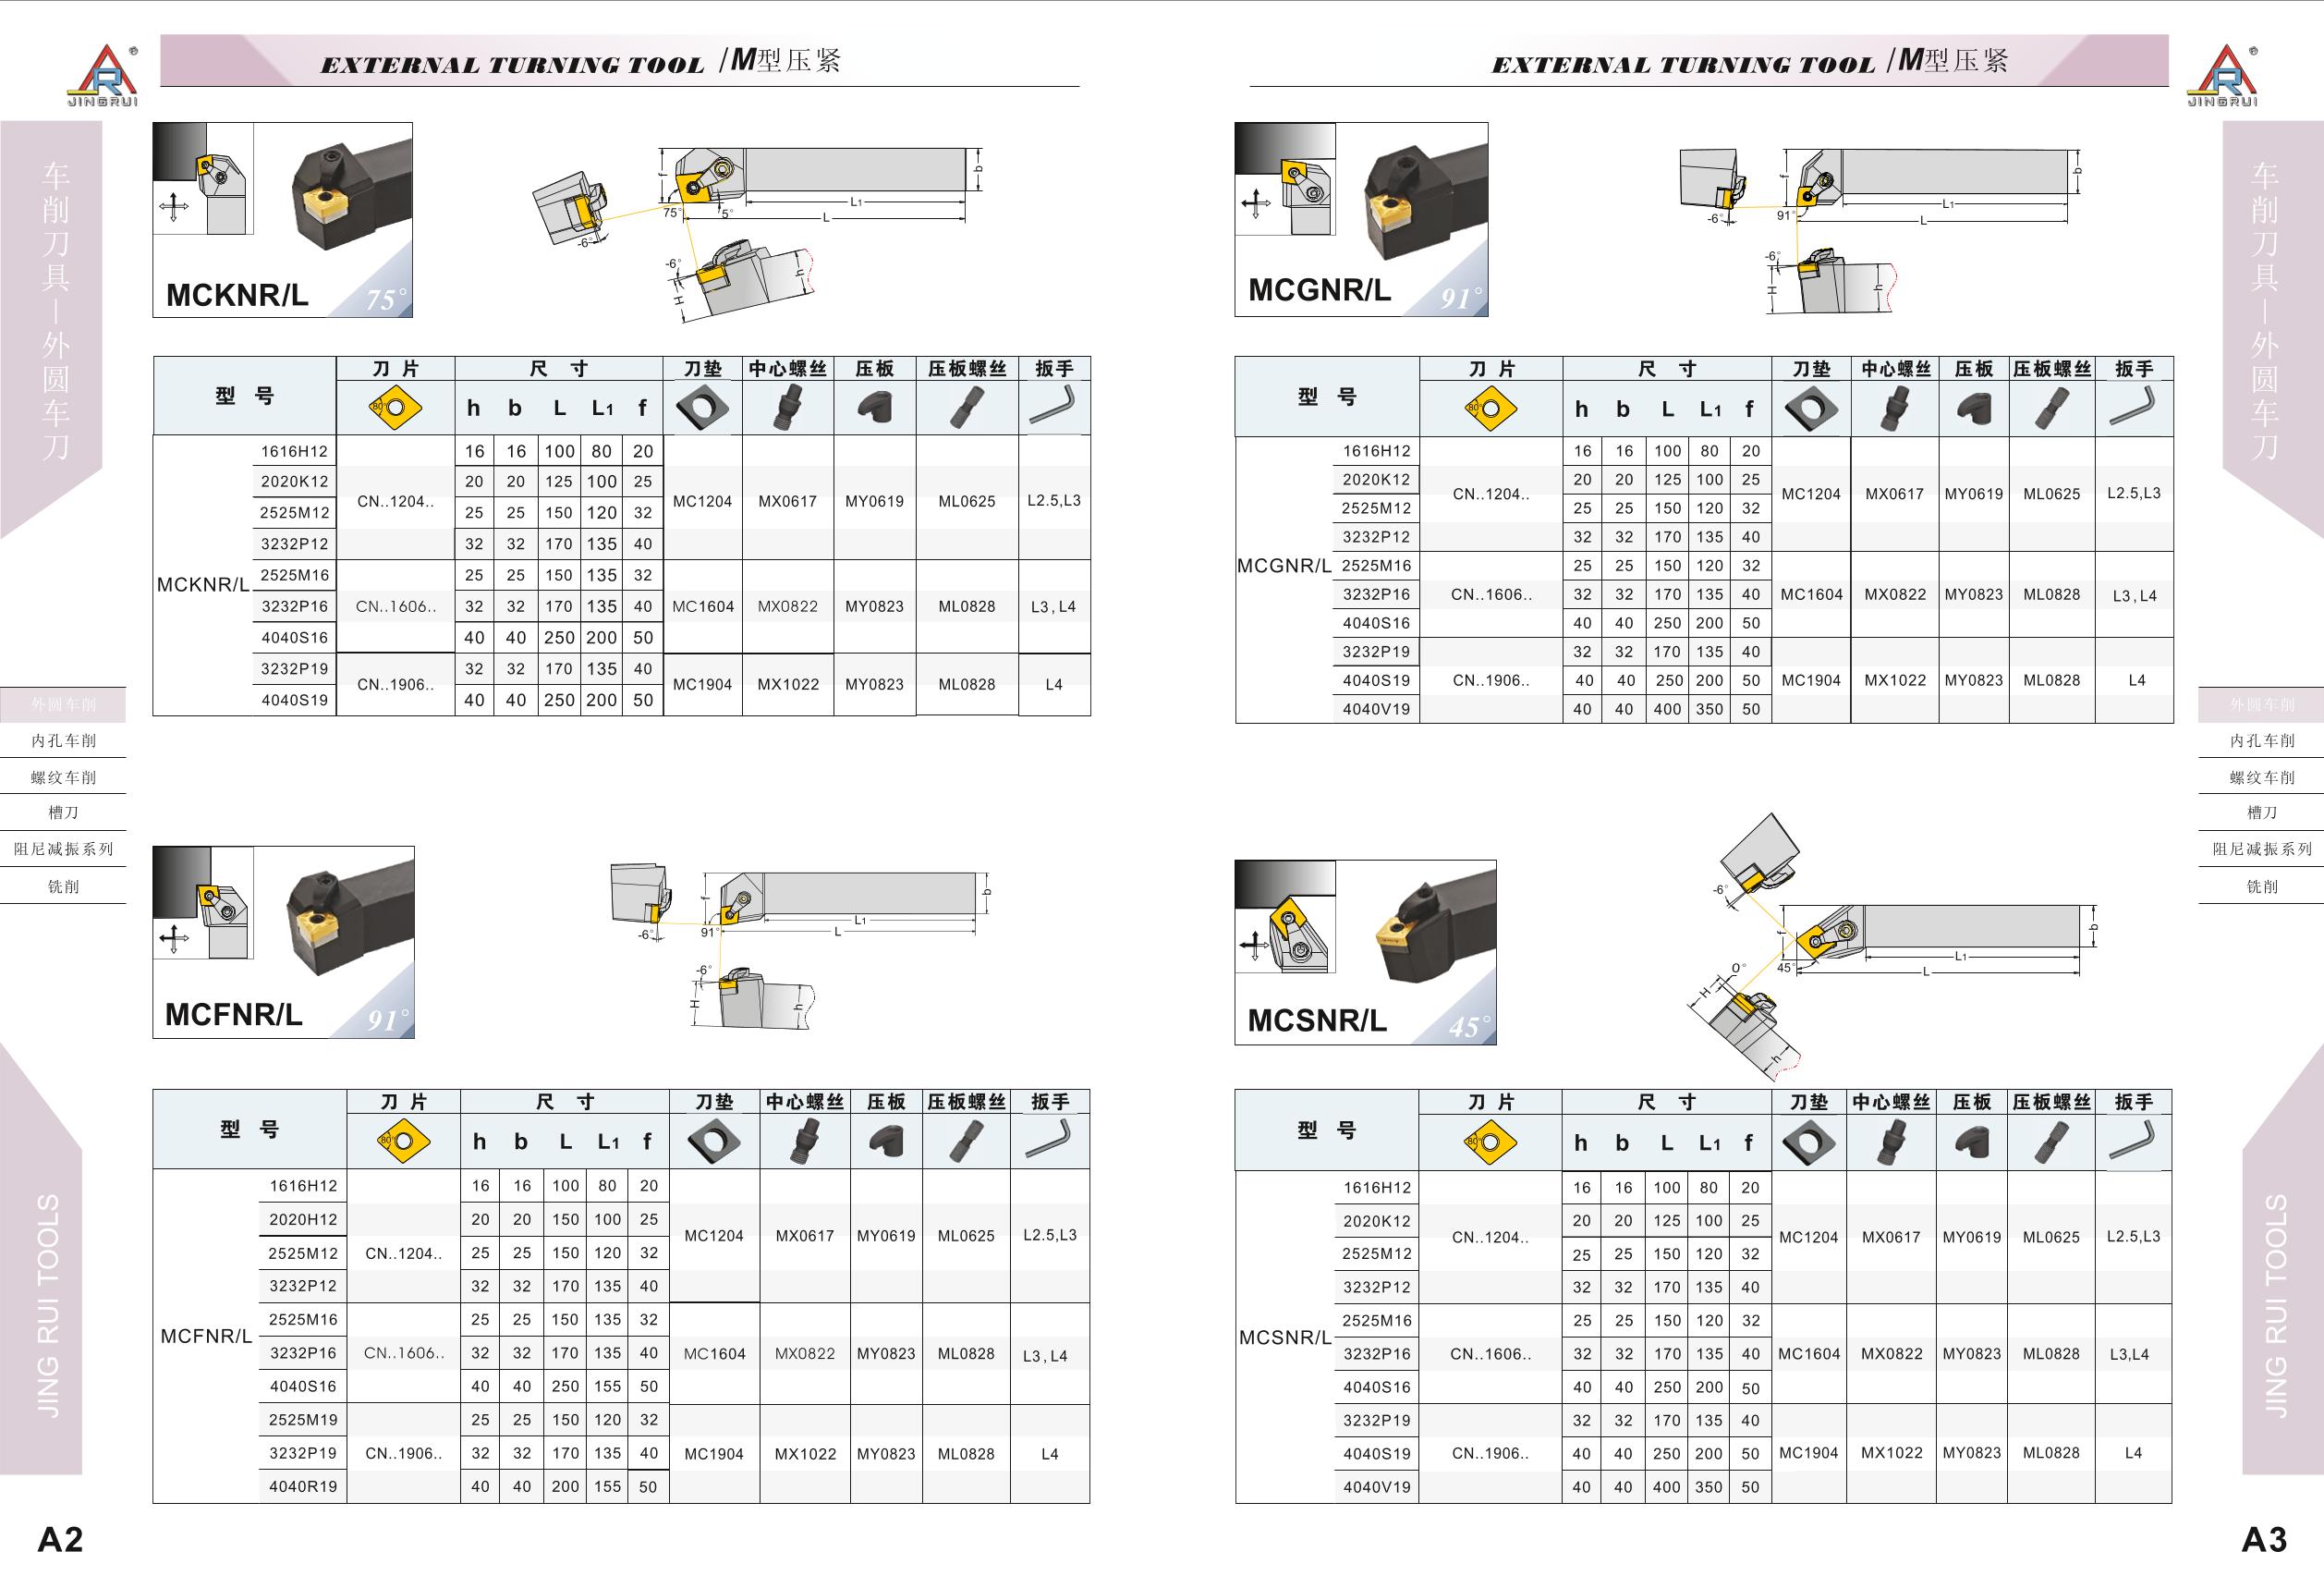 JINGRUI ®
EXTERNAL TURNING TOOL /M型压紧
车削刀具—外圆车刀
外圆车削
内孔车削
螺纹车削
槽刀
阻尼减振系列
铣削
JING RUI TOOLS
A2
MCKNR/L 75°
f 75° 5° L1 L b
-6°
-6° H h
型 号 刀 片 尺 寸 刀垫 中心螺丝 压板 压板螺丝 扳手
80° h b L L1 f
MCKNR/L
1616H12 CN..1204.. 16 16 100 80 20 MC1204 MX0617 MY0619 ML0625 L2.5,L3
2020K12 20 20 125 100 25
2525M12 25 25 150 120 32
3232P12 32 32 170 135 40
2525M16 25 25 150 135 32
3232P16 CN..1606.. 32 32 170 135 40 MC1604 MX0822 MY0823 ML0828 L3,L4
4040S16 40 40 250 200 50
3232P19 CN..1906.. 32 32 170 135 40 MC1904 MX1022 MY0823 ML0828 L4
4040S19 40 40 250 200 50
MCFNR/L 91°
f 91° L1 L b
-6°
-6° H h
型 号 刀 片 尺 寸 刀垫 中心螺丝 压板 压板螺丝 扳手
80° h b L L1 f
MCFNR/L
1616H12 16 16 100 80 20
2020H12 20 20 150 100 25 MC1204 MX0617 MY0619 ML0625 L2.5,L3
2525M12 CN..1204.. 25 25 150 120 32
3232P12 32 32 170 135 40
2525M16 25 25 150 135 32
3232P16 CN..1606.. 32 32 170 135 40 MC1604 MX0822 MY0823 ML0828 L3,L4
4040S16 40 40 250 155 50
2525M19 25 25 150 120 32
3232P19 CN..1906.. 32 32 170 135 40 MC1904 MX1022 MY0823 ML0828 L4
4040R19 40 40 200 155 50
EXTERNAL TURNING TOOL /M型压紧
JINGRUI ®
车削刀具—外圆车刀
外圆车削
内孔车削
螺纹车削
槽刀
阻尼减振系列
铣削
JING RUI TOOLS
A3
MCGNR/L 91°
f 91° L1 L b
-6°
-6° H h
型 号 刀 片 尺 寸 刀垫 中心螺丝 压板 压板螺丝 扳手
80° h b L L1 f
MCGNR/L
1616H12 16 16 100 80 20
2020K12 CN..1204.. 20 20 125 100 25 MC1204 MX0617 MY0619 ML0625 L2.5,L3
2525M12 25 25 150 120 32
3232P12 32 32 170 135 40
2525M16 25 25 150 120 32
3232P16 CN..1606.. 32 32 170 135 40 MC1604 MX0822 MY0823 ML0828 L3,L4
4040S16 40 40 250 200 50
3232P19 32 32 170 135 40
4040S19 CN..1906.. 40 40 250 200 50 MC1904 MX1022 MY0823 ML0828 L4
4040V19 40 40 400 350 50
MCSNR/L 45°
-6°
f 45° L1 L b
0° H h
型 号 刀 片 尺 寸 刀垫 中心螺丝 压板 压板螺丝 扳手
80° h b L L1 f
MCSNR/L
1616H12 16 16 100 80 20
2020K12 CN..1204.. 20 20 125 100 25 MC1204 MX0617 MY0619 ML0625 L2.5,L3
2525M12 25 25 150 120 32
3232P12 32 32 170 135 40
2525M16 25 25 150 120 32
3232P16 CN..1606.. 32 32 170 135 40 MC1604 MX0822 MY0823 ML0828 L3,L4
4040S16 40 40 250 200 50
3232P19 32 32 170 135 40
4040S19 CN..1906.. 40 40 250 200 50 MC1904 MX1022 MY0823 ML0828 L4
4040V19 40 40 400 350 50